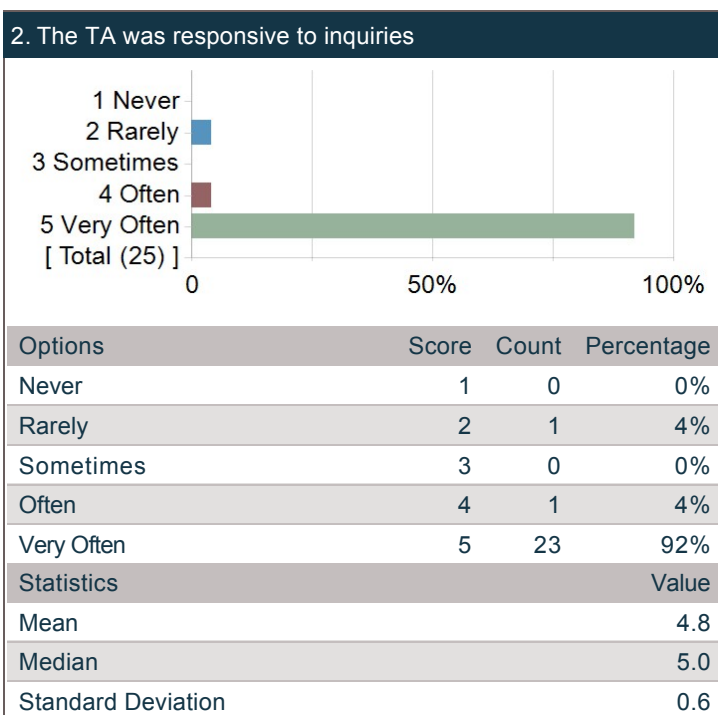 2. The TA was responsive to inquiries
1 Never
2 Rarely
3 Sometimes
4 Often
5 Very Often
[ Total (25) ]
0 50% 100%
Options Score Count Percentage
Never 1 0 0%
Rarely 2 1 4%
Sometimes 3 0 0%
Often 4 1 4%
Very Often 5 23 92%
Statistics Value
Mean 4.8
Median 5.0
Standard Deviation 0.6